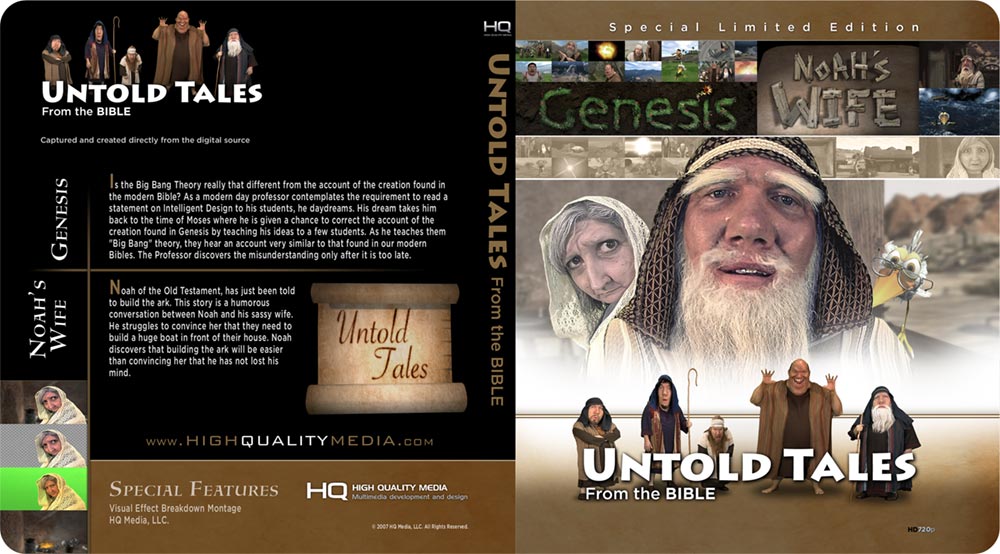 UNTOLD TALES
From the BIBLE
Captured and created directly from the digital source
GENESIS
Is the Big Bang Theory really that different from the account of the creation found in
the modern Bible? As a modern day professor contemplates the requirement to read a
statement on Intelligent Design to his students, he daydreams. His dream takes him
back to the time of Moses where he is given a chance to correct the account of the
creation found in Genesis by teaching his ideas to a few students. As he teaches them
"Big Bang" theory, they hear an account very similar to that found in our modern
Bibles. The Professor discovers the misunderstanding only after it is too late.
NOAH'S
WIFE
Noah of the Old Testament, has just been told
to build the ark. This story is a humorous
conversation between Noah and his sassy wife.
He struggles to convince her that they need to
build a huge boat in front of their house. Noah
discovers that building the ark will be easier
than convincing her that he has not lost his
mind.
Untold
Tales
WWW.HIGHQUALITYMEDIA.COM
SPECIAL FEATURES
Visual Effect Breakdown Montage
HQ Media, LLC.
HQ HIGH QUALITY MEDIA
Multimedia development and design
© 2007 HQ Media, LLC. All Rights Reserved.
HQ
UNTOLD TALES From the BIBLE
Special Limited Edition
Genesis
NOAH'S
WIFE
UNTOLD TALES
From the BIBLE
HD720p